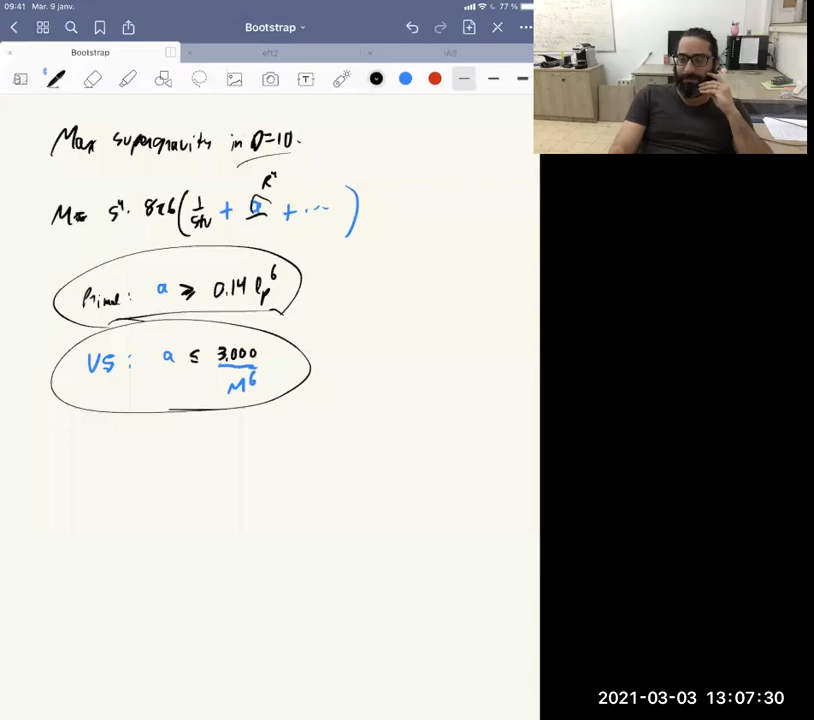 09:41 Mar. 9 janv.
77 %
Bootstrap
Bootstrap
eft2
Max supergravity in D=10.
R⁴
M= s⁴. 8πG(1/stu + a + ...)
Primal: a ≥ 0.14 lp⁶
VS: a ≤ 3.000/M⁶
2021-03-03 13:07:30